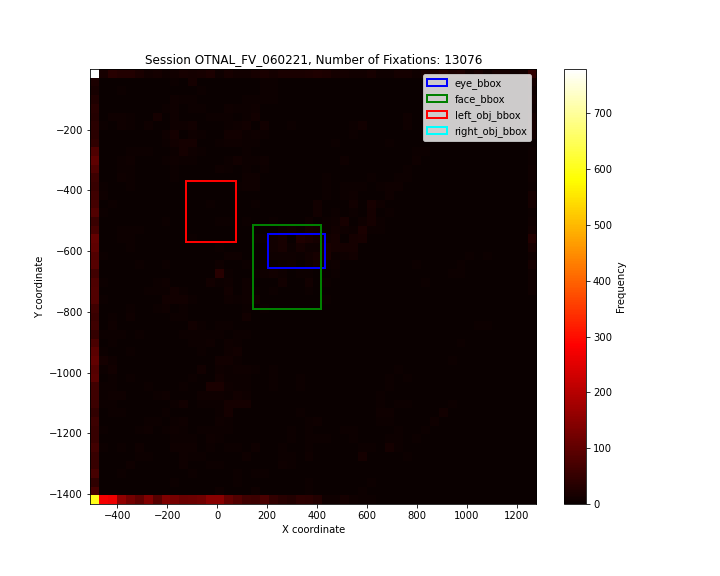 Session OTNAL_FV_060221, Number of Fixations: 13076
eye_bbox
face_bbox
left_obj_bbox
right_obj_bbox
−200
−400
−600
−800
−1000
−1200
−1400
Y coordinate
−400 −200 0 200 400 600 800 1000 1200
X coordinate
700
600
500
400
300
200
100
0
Frequency